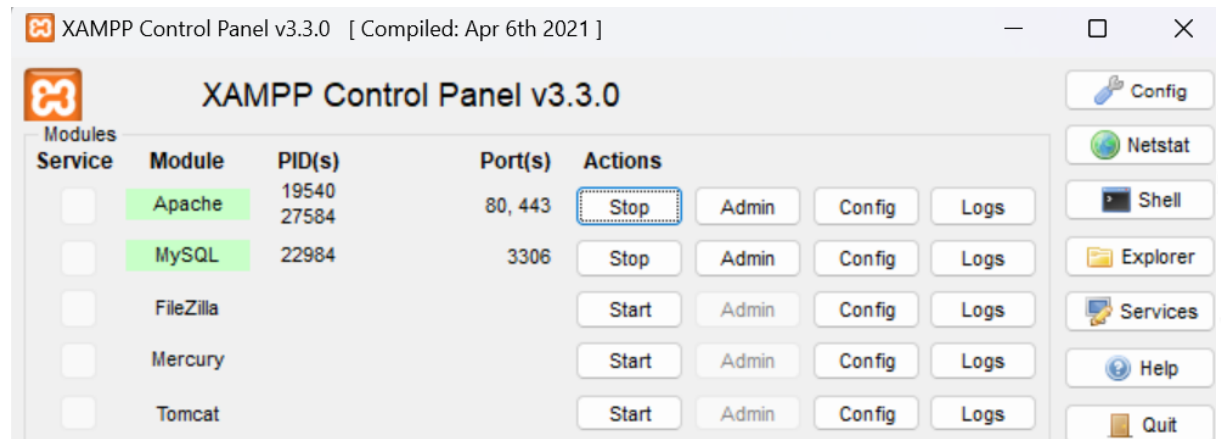 XAMPP Control Panel v3.3.0 [ Compiled: Apr 6th 2021 ]
XAMPP Control Panel v3.3.0
Config
Modules
Netstat
Service Module PID(s) Port(s) Actions
Apache 19540 80, 443 Stop Admin Config Logs
27584
Shell
MySQL 22984 3306 Stop Admin Config Logs
Explorer
FileZilla Start Admin Config Logs
Services
Mercury Start Admin Config Logs
Help
Tomcat Start Admin Config Logs
Quit